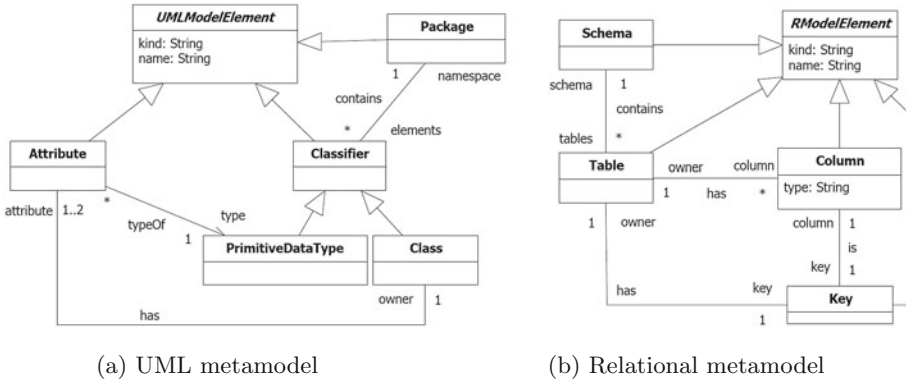 UMLModelElement
kind: String
name: String
Package
1
namespace
contains
*
elements
Attribute
Classifier
attribute
1..2
*
typeOf
type
1
PrimitiveDataType
Class
owner
1
has
(a) UML metamodel
Schema
RModelElement
kind: String
name: String
schema
1
contains
tables
*
Table
owner
column
Column
type: String
1
has
*
1
owner
column
1
is
key
1
has
key
Key
1
(b) Relational metamodel